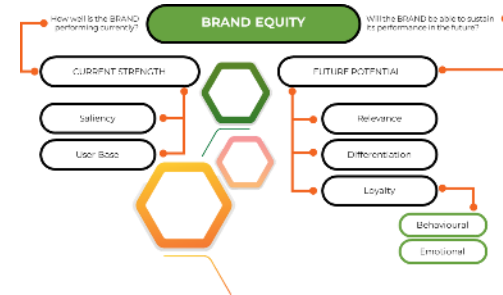 How well is the BRAND
performing currently?
BRAND EQUITY
Will the BRAND be able to sustain
its performance in the future?
CURRENT STRENGTH
FUTURE POTENTIAL
Saliency
User Base
Relevance
Differentiation
Loyalty
Behavioural
Emotional